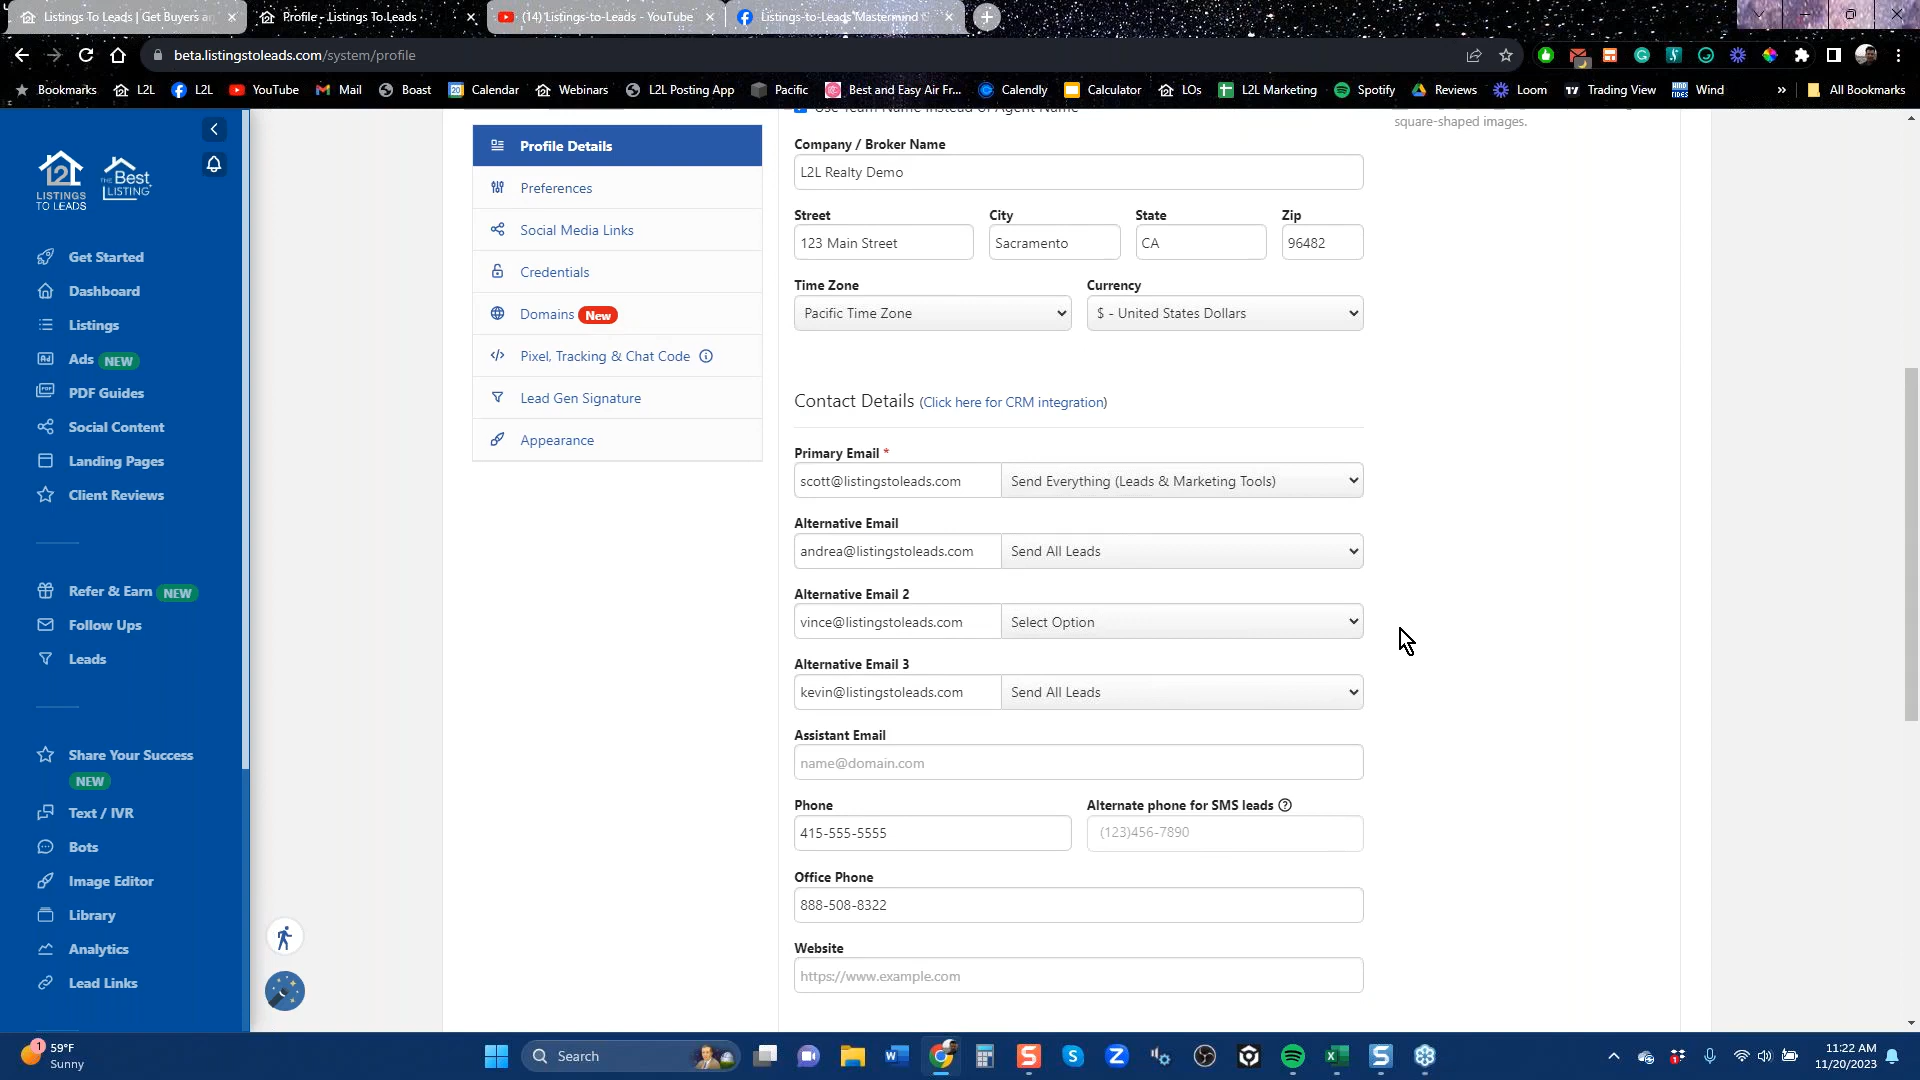 Listings To Leads | Get Buyers an
Profile - Listings To Leads
(14) Listings-to-Leads - YouTube
Listings-to-Leads Mastermind
beta.listingstoleads.com/system/profile
Bookmarks
L2L
L2L
YouTube
Mail
Boast
Calendar
Webinars
L2L Posting App
Pacific
Best and Easy Air Fr...
Calendly
Calculator
LOs
L2L Marketing
Spotify
Reviews
Loom
Trading View
Wind
»
All Bookmarks
LISTINGS
TO LEADS
THE Best
LISTING
Get Started
Dashboard
Listings
Ads NEW
PDF Guides
Social Content
Landing Pages
Client Reviews
Refer & Earn NEW
Follow Ups
Leads
Share Your Success
NEW
Text / IVR
Bots
Image Editor
Library
Analytics
Lead Links
Profile Details
Preferences
Social Media Links
Credentials
Domains New
Pixel, Tracking & Chat Code
Lead Gen Signature
Appearance
Use Team Name Instead Of Agent Name
square-shaped images.
Company / Broker Name
L2L Realty Demo
Street City State Zip
123 Main Street Sacramento CA 96482
Time Zone Currency
Pacific Time Zone $ - United States Dollars
Contact Details (Click here for CRM integration)
Primary Email *
scott@listingstoleads.com Send Everything (Leads & Marketing Tools)
Alternative Email
andrea@listingstoleads.com Send All Leads
Alternative Email 2
vince@listingstoleads.com Select Option
Alternative Email 3
kevin@listingstoleads.com Send All Leads
Assistant Email
name@domain.com
Phone Alternate phone for SMS leads
415-555-5555 (123)456-7890
Office Phone
888-508-8322
Website
https://www.example.com
1
59°F
Sunny
Search
11:22 AM
11/20/2023